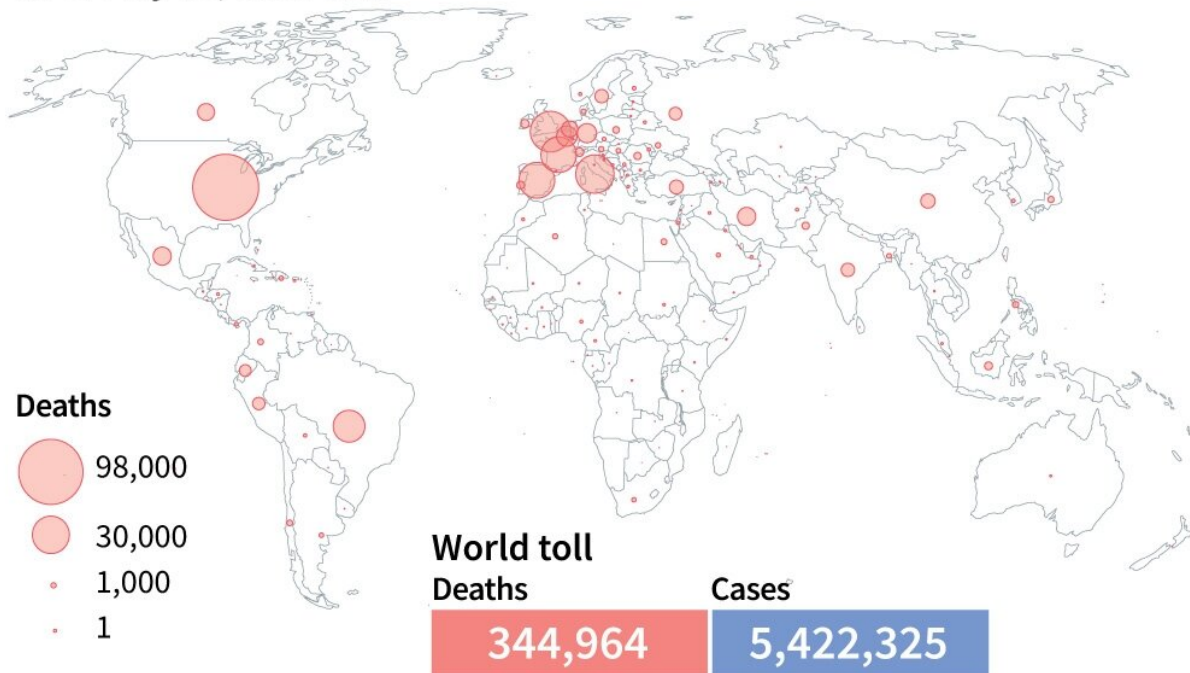 Deaths
98,000
30,000
1,000
1
World toll
Deaths
Cases
344,964
5,422,325